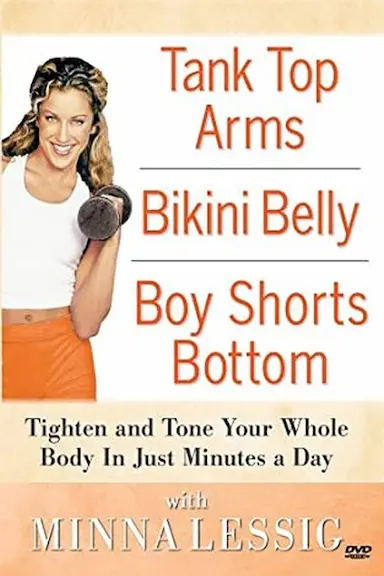 Tank Top
Arms
Bikini Belly
Boy Shorts
Bottom
Tighten and Tone Your Whole
Body In Just Minutes a Day
with
MINNA LESSIG
DVD